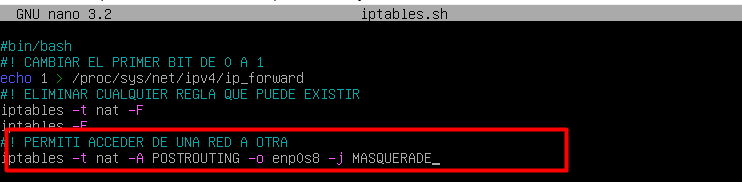 GNU nano 3.2 iptables.sh
#bin/bash
#! CAMBIAR EL PRIMER BIT DE 0 A 1
echo 1 > /proc/sys/net/ipv4/ip_forward
#! ELIMINAR CUALQUIER REGLA QUE PUEDE EXISTIR
iptables -t nat -F
iptables -F
#! PERMITI ACCEDER DE UNA RED A OTRA
iptables -t nat -A POSTROUTING -o enp0s8 -j MASQUERADE_